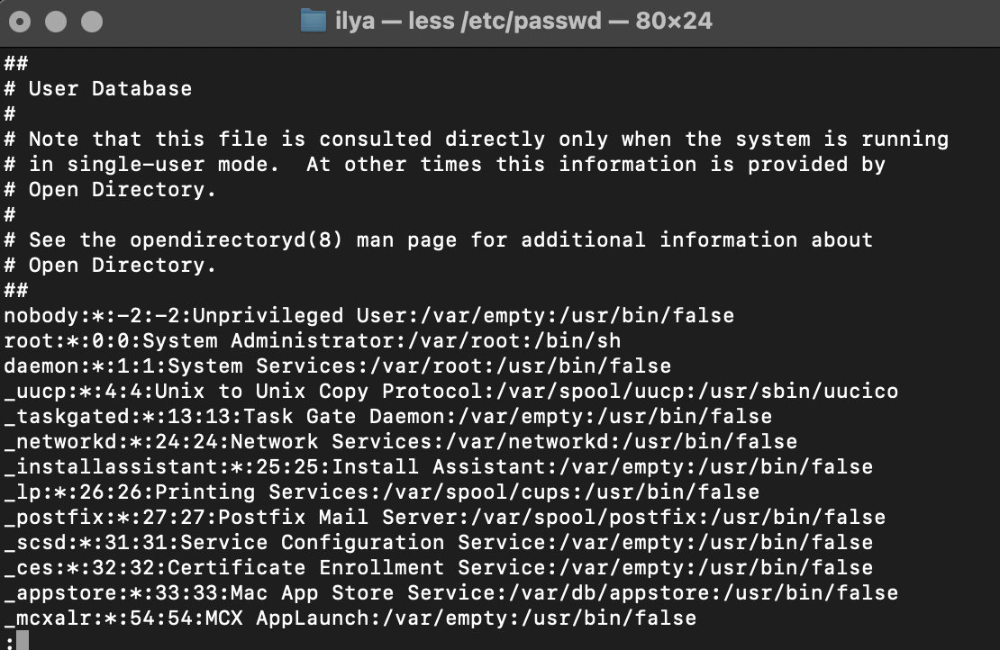 ilya — less /etc/passwd — 80×24
##
# User Database
#
# Note that this file is consulted directly only when the system is running
# in single-user mode.  At other times this information is provided by
# Open Directory.
#
# See the opendirectoryd(8) man page for additional information about
# Open Directory.
##
nobody:*:-2:-2:Unprivileged User:/var/empty:/usr/bin/false
root:*:0:0:System Administrator:/var/root:/bin/sh
daemon:*:1:1:System Services:/var/root:/usr/bin/false
_uucp:*:4:4:Unix to Unix Copy Protocol:/var/spool/uucp:/usr/sbin/uucico
_taskgated:*:13:13:Task Gate Daemon:/var/empty:/usr/bin/false
_networkd:*:24:24:Network Services:/var/networkd:/usr/bin/false
_installassistant:*:25:25:Install Assistant:/var/empty:/usr/bin/false
_lp:*:26:26:Printing Services:/var/spool/cups:/usr/bin/false
_postfix:*:27:27:Postfix Mail Server:/var/spool/postfix:/usr/bin/false
_scsd:*:31:31:Service Configuration Service:/var/empty:/usr/bin/false
_ces:*:32:32:Certificate Enrollment Service:/var/empty:/usr/bin/false
_appstore:*:33:33:Mac App Store Service:/var/db/appstore:/usr/bin/false
_mcxalr:*:54:54:MCX AppLaunch:/var/empty:/usr/bin/false
: